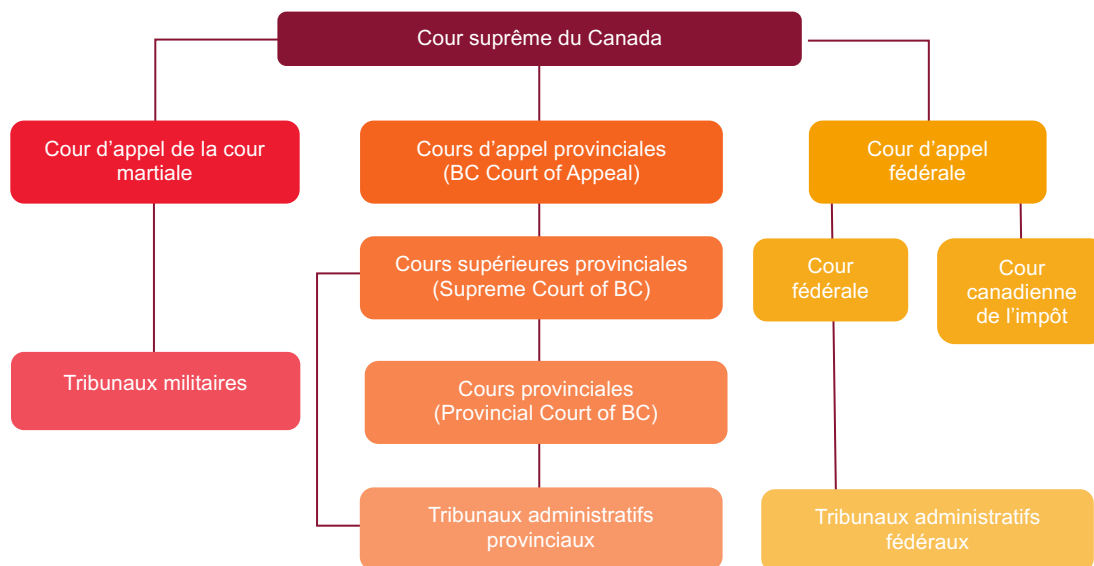 Cour suprême du Canada
Cour d’appel de la cour
martiale
Cours d’appel provinciales
(BC Court of Appeal)
Cour d’appel
fédérale
Cours supérieures provinciales
(Supreme Court of BC)
Cour
fédérale
Cour
canadienne
de l’impôt
Tribunaux militaires
Cours provinciales
(Provincial Court of BC)
Tribunaux administratifs
provinciaux
Tribunaux administratifs
fédéraux